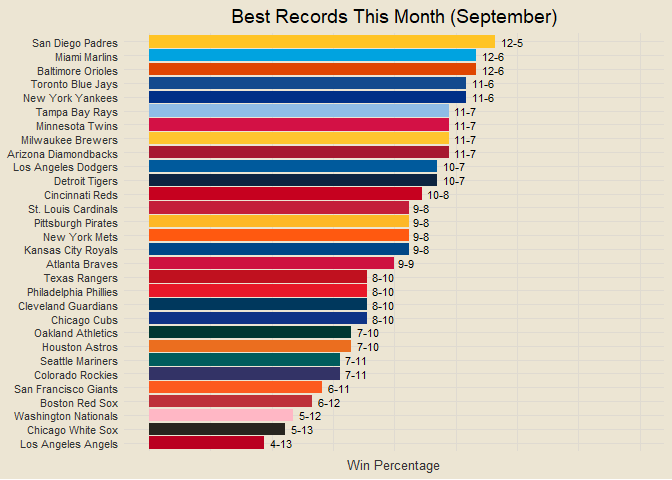 Best Records This Month (September)
San Diego Padres 12-5
Miami Marlins 12-6
Baltimore Orioles 12-6
Toronto Blue Jays 11-6
New York Yankees 11-6
Tampa Bay Rays 11-7
Minnesota Twins 11-7
Milwaukee Brewers 11-7
Arizona Diamondbacks 11-7
Los Angeles Dodgers 10-7
Detroit Tigers 10-7
Cincinnati Reds 10-8
St. Louis Cardinals 9-8
Pittsburgh Pirates 9-8
New York Mets 9-8
Kansas City Royals 9-8
Atlanta Braves 9-9
Texas Rangers 8-10
Philadelphia Phillies 8-10
Cleveland Guardians 8-10
Chicago Cubs 8-10
Oakland Athletics 7-10
Houston Astros 7-10
Seattle Mariners 7-11
Colorado Rockies 7-11
San Francisco Giants 6-11
Boston Red Sox 6-12
Washington Nationals 5-12
Chicago White Sox 5-13
Los Angeles Angels 4-13
Win Percentage